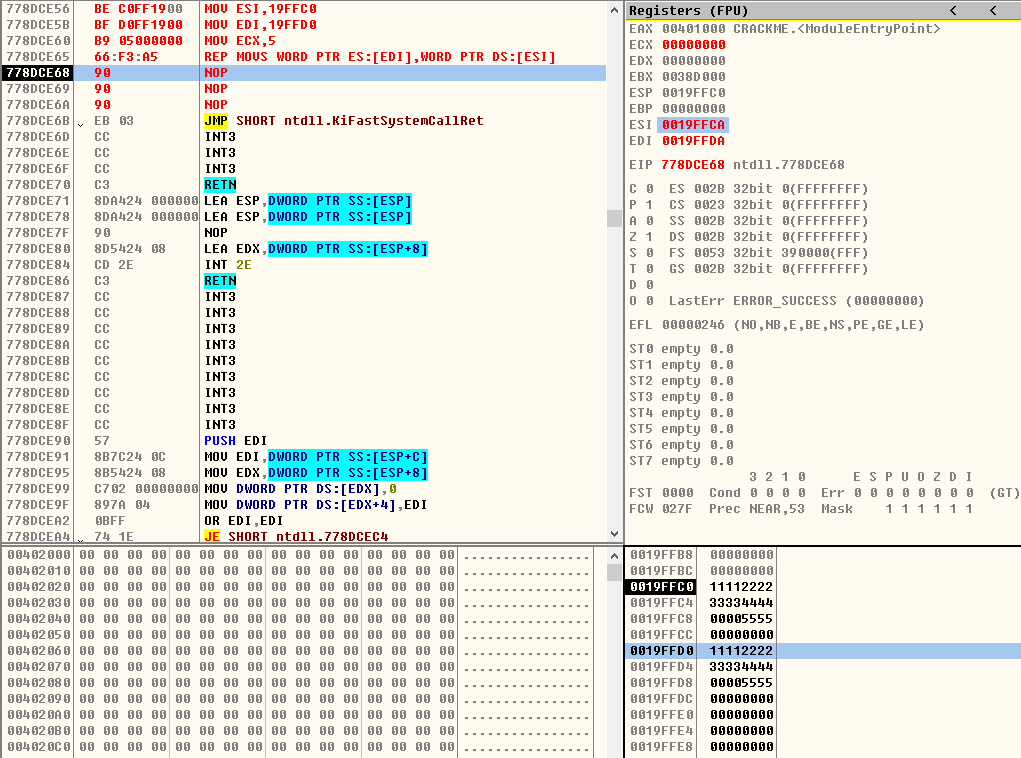 778DCE56 BE C0FF1900 MOV ESI,19FFC0
778DCE5B BF D0FF1900 MOV EDI,19FFD0
778DCE60 B9 05000000 MOV ECX,5
778DCE65 66:F3:A5 REP MOVS WORD PTR ES:[EDI],WORD PTR DS:[ESI]
778DCE68 90 NOP
778DCE69 90 NOP
778DCE6A 90 NOP
778DCE6B EB 03 JMP SHORT ntdll.KiFastSystemCallRet
778DCE6D CC INT3
778DCE6E CC INT3
778DCE6F CC INT3
778DCE70 C3 RETN
778DCE71 8DA424 000000 LEA ESP,DWORD PTR SS:[ESP]
778DCE78 8DA424 000000 LEA ESP,DWORD PTR SS:[ESP]
778DCE7F 90 NOP
778DCE80 8D5424 08 LEA EDX,DWORD PTR SS:[ESP+8]
778DCE84 CD 2E INT 2E
778DCE86 C3 RETN
778DCE87 CC INT3
778DCE88 CC INT3
778DCE89 CC INT3
778DCE8A CC INT3
778DCE8B CC INT3
778DCE8C CC INT3
778DCE8D CC INT3
778DCE8E CC INT3
778DCE8F CC INT3
778DCE90 57 PUSH EDI
778DCE91 8B7C24 0C MOV EDI,DWORD PTR SS:[ESP+C]
778DCE95 8B5424 08 MOV EDX,DWORD PTR SS:[ESP+8]
778DCE99 C702 00000000 MOV DWORD PTR DS:[EDX],0
778DCE9F 897A 04 MOV DWORD PTR DS:[EDX+4],EDI
778DCEA2 0BFF OR EDI,EDI
778DCEA4 74 1E JE SHORT ntdll.778DCEC4
Registers (FPU) < <
EAX 00401000 CRACKME.<ModuleEntryPoint>
ECX 00000000
EDX 00000000
EBX 0038D000
ESP 0019FFC0
EBP 00000000
ESI 0019FFCA
EDI 0019FFDA
EIP 778DCE68 ntdll.778DCE68
C 0 ES 002B 32bit 0(FFFFFFFF)
P 1 CS 0023 32bit 0(FFFFFFFF)
A 0 SS 002B 32bit 0(FFFFFFFF)
Z 1 DS 002B 32bit 0(FFFFFFFF)
S 0 FS 0053 32bit 390000(FFF)
T 0 GS 002B 32bit 0(FFFFFFFF)
D 0
O 0 LastErr ERROR_SUCCESS (00000000)
EFL 00000246 (NO,NB,E,BE,NS,PE,GE,LE)
ST0 empty 0.0
ST1 empty 0.0
ST2 empty 0.0
ST3 empty 0.0
ST4 empty 0.0
ST5 empty 0.0
ST6 empty 0.0
ST7 empty 0.0
3 2 1 0 E S P U O Z D I
FST 0000 Cond 0 0 0 0 Err 0 0 0 0 0 0 0 0 (GT)
FCW 027F Prec NEAR,53 Mask 1 1 1 1 1 1
00402000 00 00 00 00 00 00 00 00 00 00 00 00 00 00 00 00 ................
00402010 00 00 00 00 00 00 00 00 00 00 00 00 00 00 00 00 ................
00402020 00 00 00 00 00 00 00 00 00 00 00 00 00 00 00 00 ................
00402030 00 00 00 00 00 00 00 00 00 00 00 00 00 00 00 00 ................
00402040 00 00 00 00 00 00 00 00 00 00 00 00 00 00 00 00 ................
00402050 00 00 00 00 00 00 00 00 00 00 00 00 00 00 00 00 ................
00402060 00 00 00 00 00 00 00 00 00 00 00 00 00 00 00 00 ................
00402070 00 00 00 00 00 00 00 00 00 00 00 00 00 00 00 00 ................
00402080 00 00 00 00 00 00 00 00 00 00 00 00 00 00 00 00 ................
00402090 00 00 00 00 00 00 00 00 00 00 00 00 00 00 00 00 ................
004020A0 00 00 00 00 00 00 00 00 00 00 00 00 00 00 00 00 ................
004020B0 00 00 00 00 00 00 00 00 00 00 00 00 00 00 00 00 ................
004020C0 00 00 00 00 00 00 00 00 00 00 00 00 00 00 00 00 ................
0019FFB8 00000000
0019FFBC 00000000
0019FFC0 11112222
0019FFC4 33334444
0019FFC8 00005555
0019FFCC 00000000
0019FFD0 11112222
0019FFD4 33334444
0019FFD8 00005555
0019FFDC 00000000
0019FFE0 00000000
0019FFE4 00000000
0019FFE8 00000000